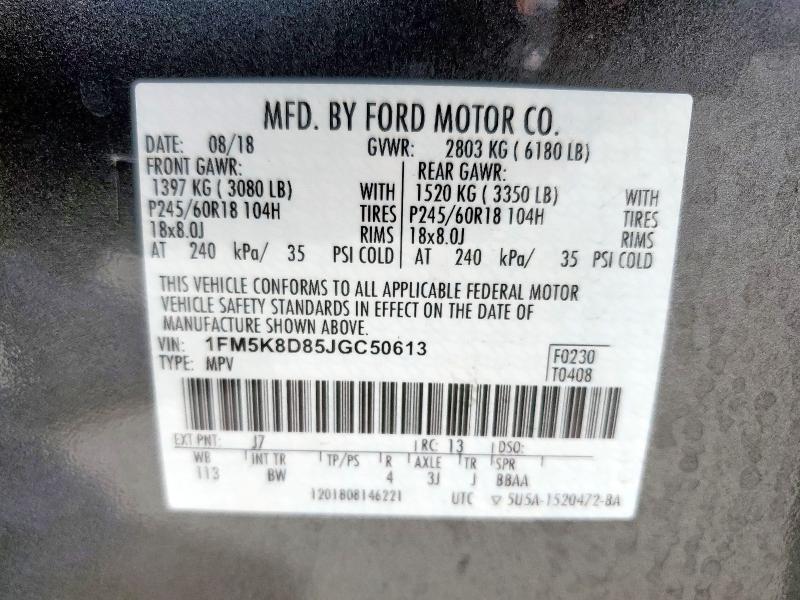 MFD. BY FORD MOTOR CO.
DATE: 08/18 GVWR: 2803 KG ( 6180 LB)
FRONT GAWR: REAR GAWR:
1397 KG ( 3080 LB) WITH 1520 KG ( 3350 LB) WITH
P245/60R18 104H TIRES P245/60R18 104H TIRES
18x8.0J RIMS 18x8.0J RIMS
AT 240 kPa/ 35 PSI COLD AT 240 kPa/ 35 PSI COLD
THIS VEHICLE CONFORMS TO ALL APPLICABLE FEDERAL MOTOR
VEHICLE SAFETY STANDARDS IN EFFECT ON THE DATE OF
MANUFACTURE SHOWN ABOVE.
VIN: 1FM5K8D85JGC50613 F0230
TYPE: MPV T0408
EXT PNT: J7 RC: 13 DSO:
WB INT TR TP/PS R AXLE TR SPR
113 BW 4 3J J BBAA
1201808146221 UTC ▽ 5U5A-1520472-BA